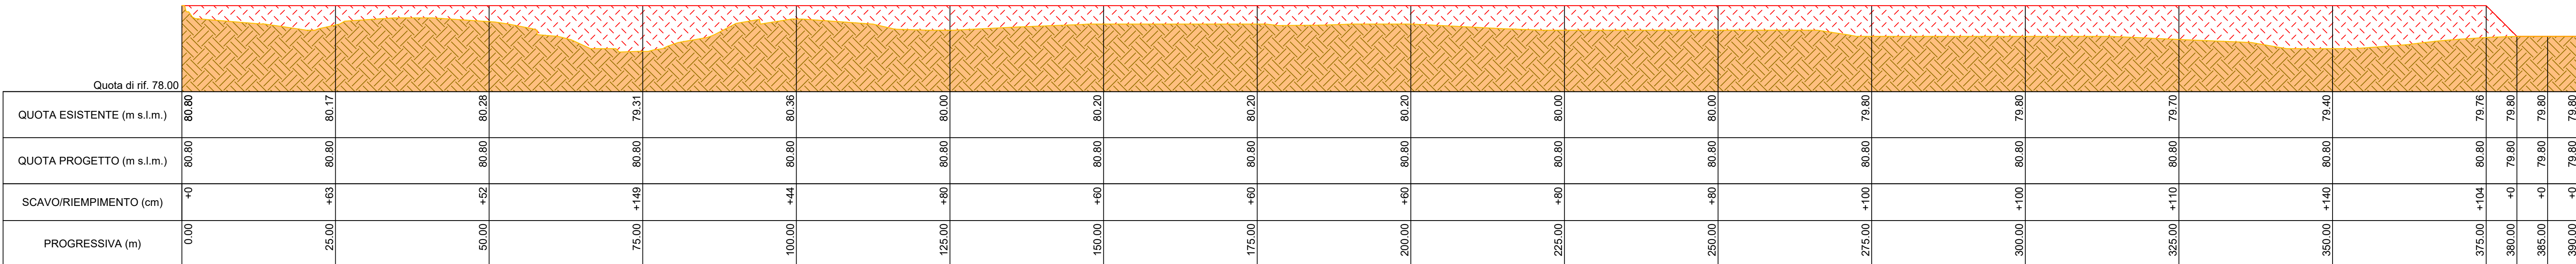 Quota di rif. 78.00
QUOTA ESISTENTE (m s.l.m.) 80.80 80.17 80.28 79.31 80.36 80.00 80.20 80.20 80.20 80.00 80.00 79.80 79.80 79.70 79.40 79.76 79.80 79.80 79.80
QUOTA PROGETTO (m s.l.m.) 80.80 80.80 80.80 80.80 80.80 80.80 80.80 80.80 80.80 80.80 80.80 80.80 80.80 80.80 80.80 80.80 79.80 79.80 79.80
SCAVO/RIEMPIMENTO (cm) +0 +63 +52 +149 +44 +80 +60 +60 +60 +80 +80 +100 +100 +110 +140 +104 +0 +0 +0
PROGRESSIVA (m) 0.00 25.00 50.00 75.00 100.00 125.00 150.00 175.00 200.00 225.00 250.00 275.00 300.00 325.00 350.00 375.00 380.00 385.00 390.00